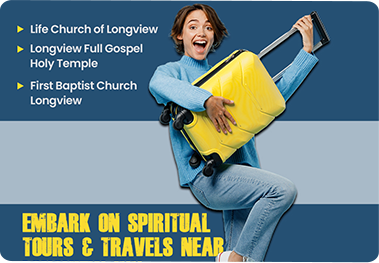 Life Church of Longview
Longview Full Gospel
Holy Temple
First Baptist Church
Longview
EMBARK ON SPIRITUAL
TOURS & TRAVELS NEAR